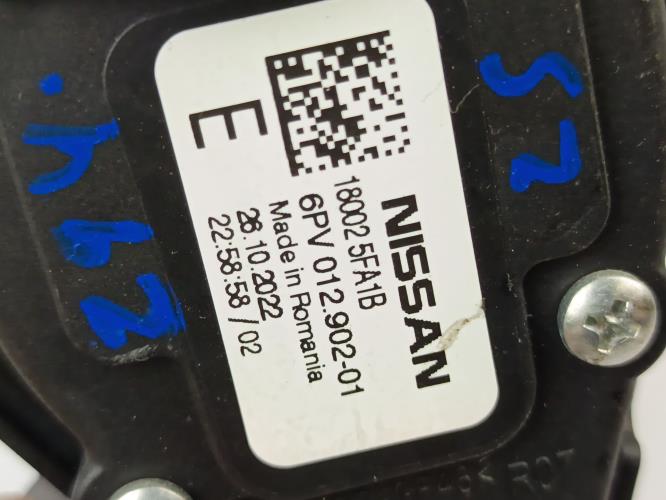 NISSAN
18002 5FA1B
6PV 012.902-01
Made in Romania
26.10.2022
22:58:58 /02
E